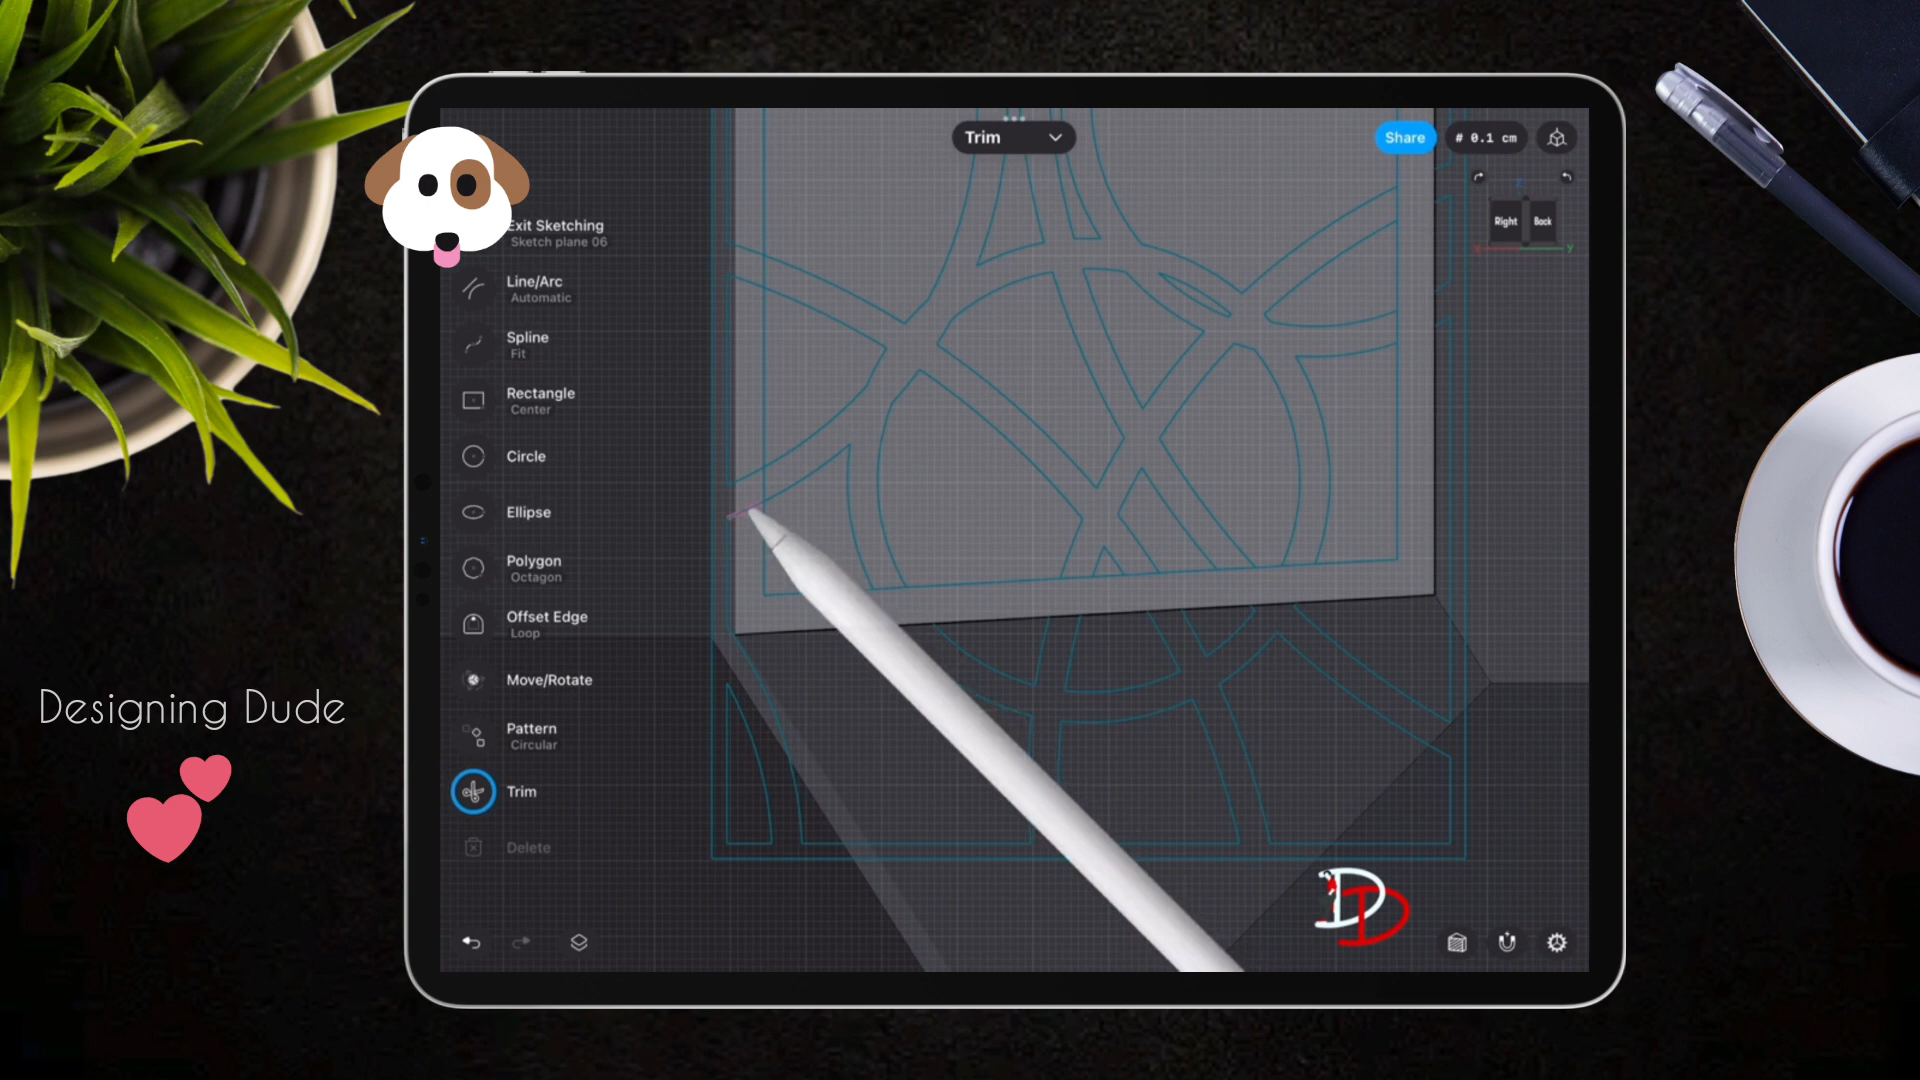 Trim
Share
# 0.1 cm
Right
Back
Exit Sketching
Sketch plane 06
Line/Arc
Automatic
Spline
Fit
Rectangle
Center
Circle
Ellipse
Polygon
Octagon
Offset Edge
Loop
Move/Rotate
Pattern
Circular
Trim
Delete
Designing Dude
DD